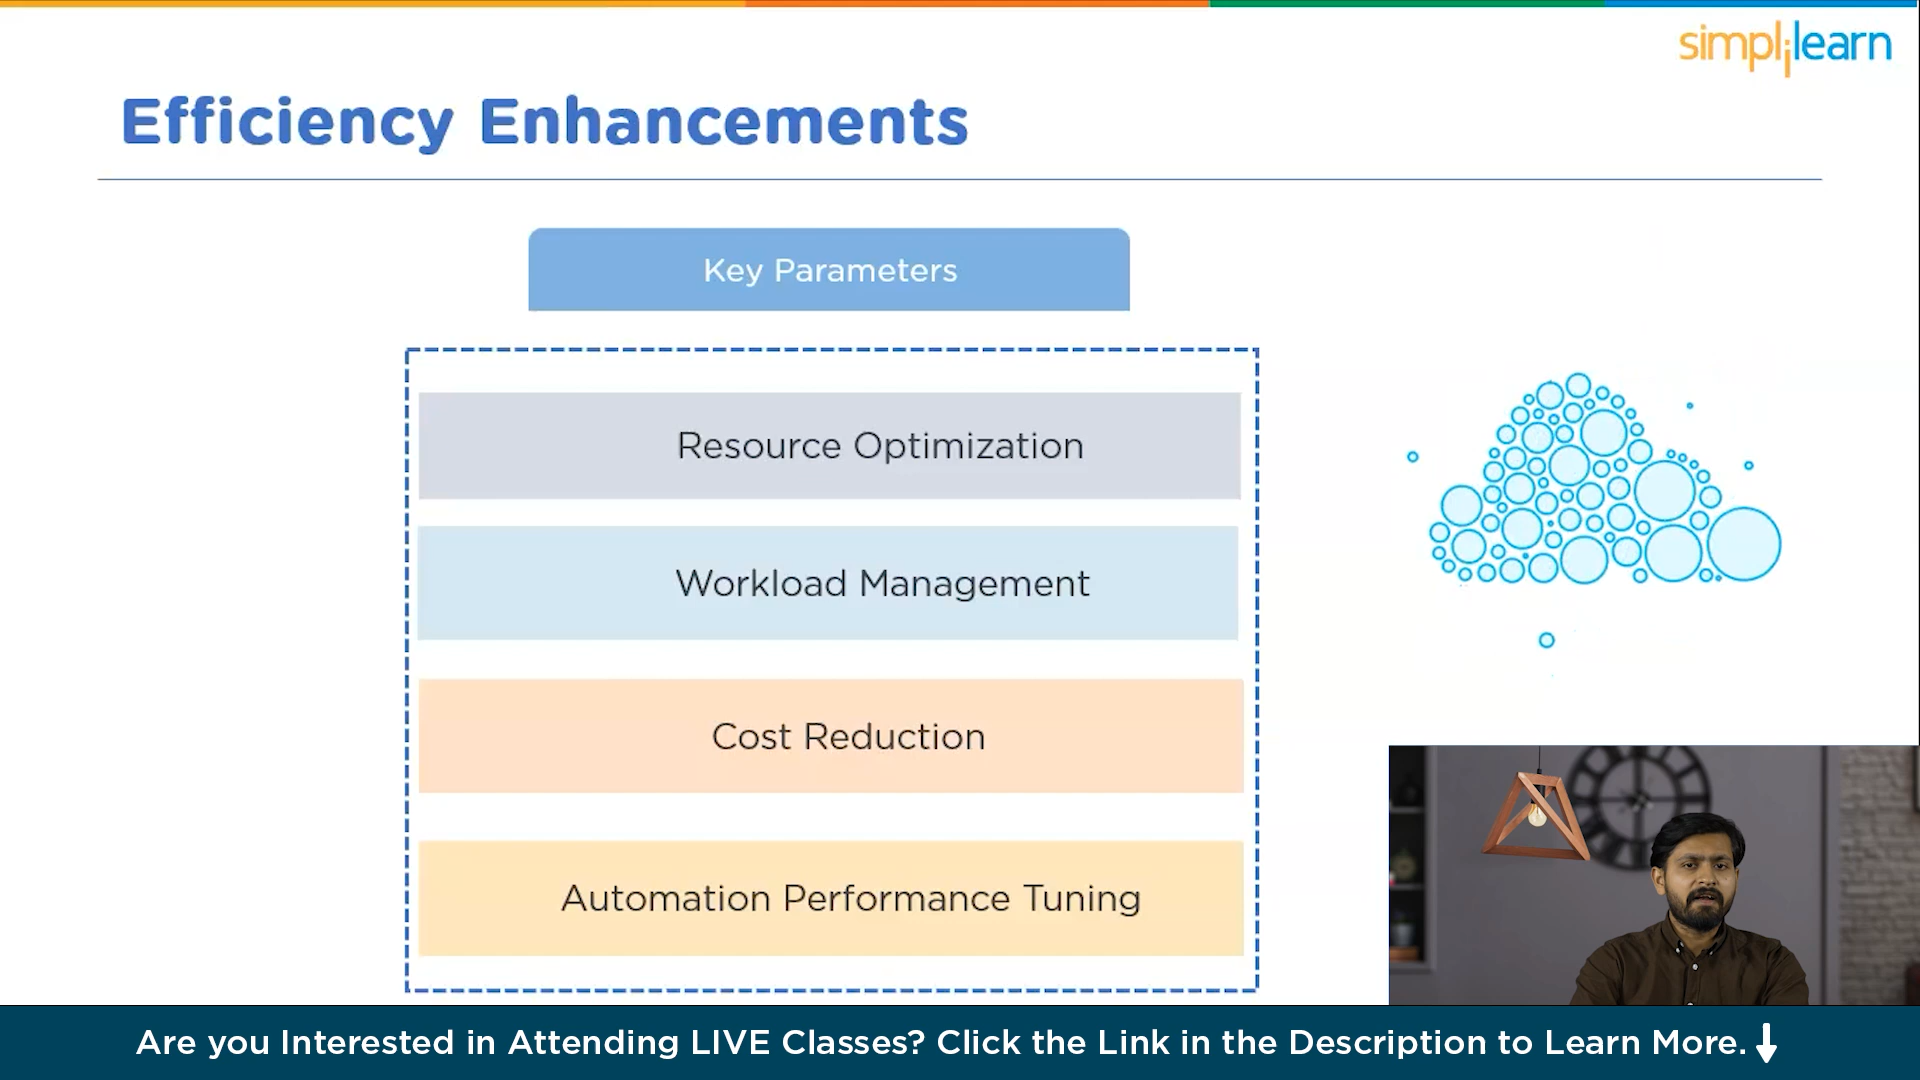 simplilearn
Efficiency Enhancements
Key Parameters
Resource Optimization
Workload Management
Cost Reduction
Automation Performance Tuning
Are you Interested in Attending LIVE Classes? Click the Link in the Description to Learn More.